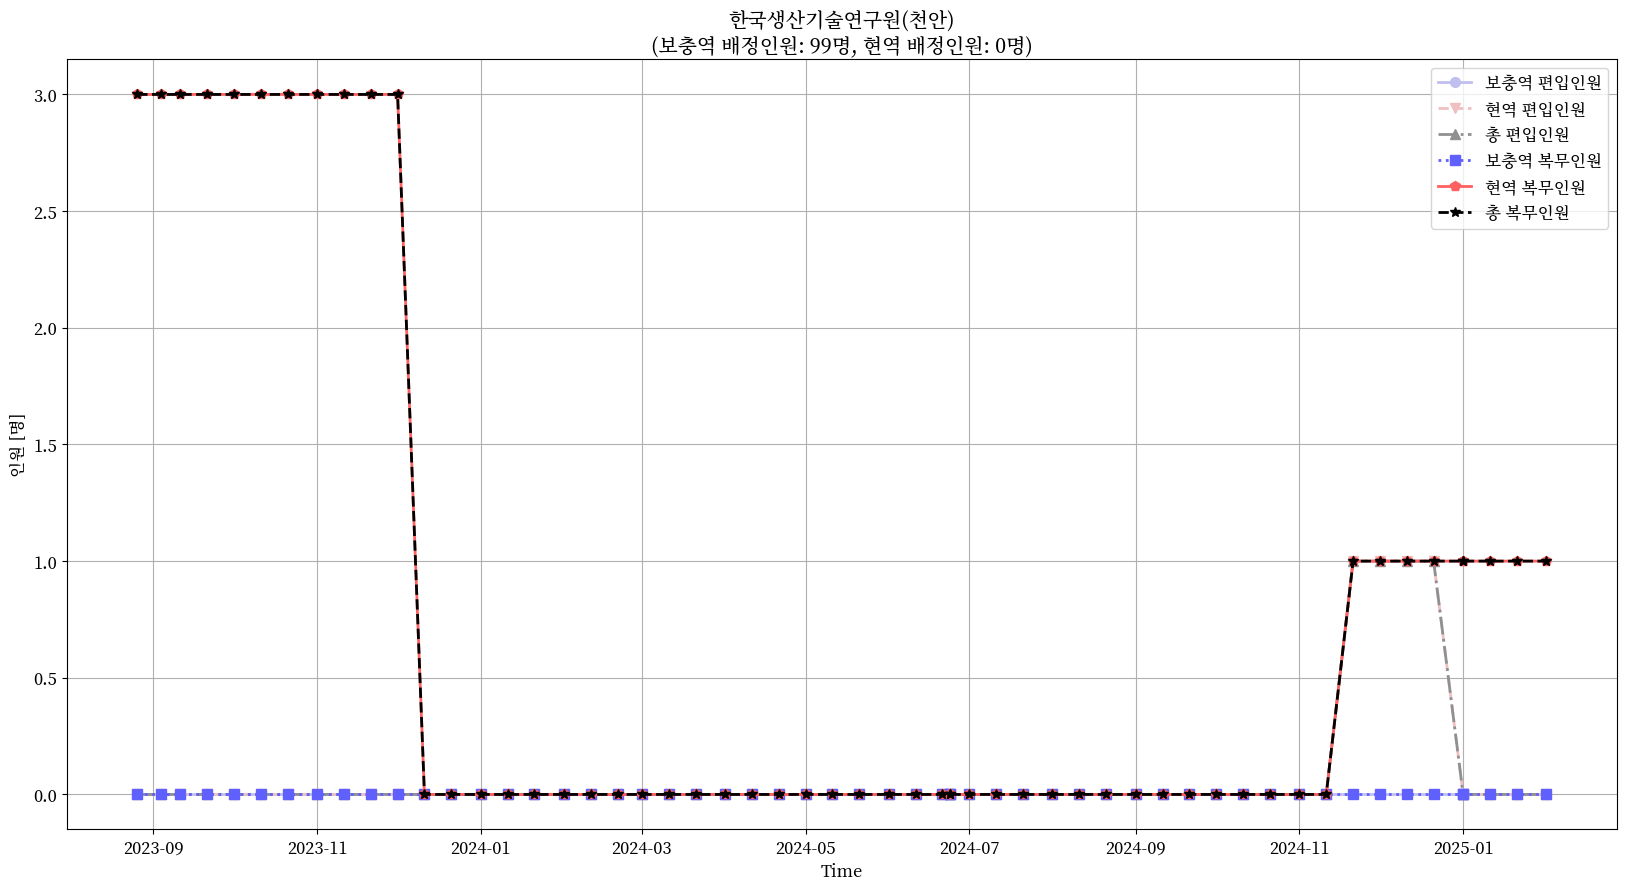 한국생산기술연구원(천안)
(보충역 배정인원: 99명, 현역 배정인원: 0명)
보충역 편입인원
현역 편입인원
총 편입인원
보충역 복무인원
현역 복무인원
총 복무인원
3.0
2.5
2.0
1.5
1.0
0.5
0.0
인원 [명]
2023-09 2023-11 2024-01 2024-03 2024-05 2024-07 2024-09 2024-11 2025-01
Time